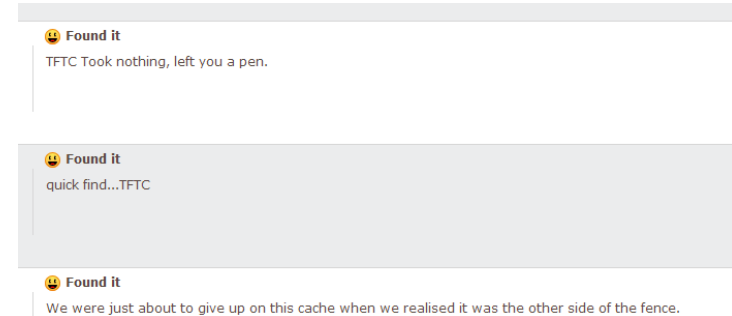 Found it
TFTC Took nothing, left you a pen.
Found it
quick find...TFTC
Found it
We were just about to give up on this cache when we realised it was the other side of the fence.